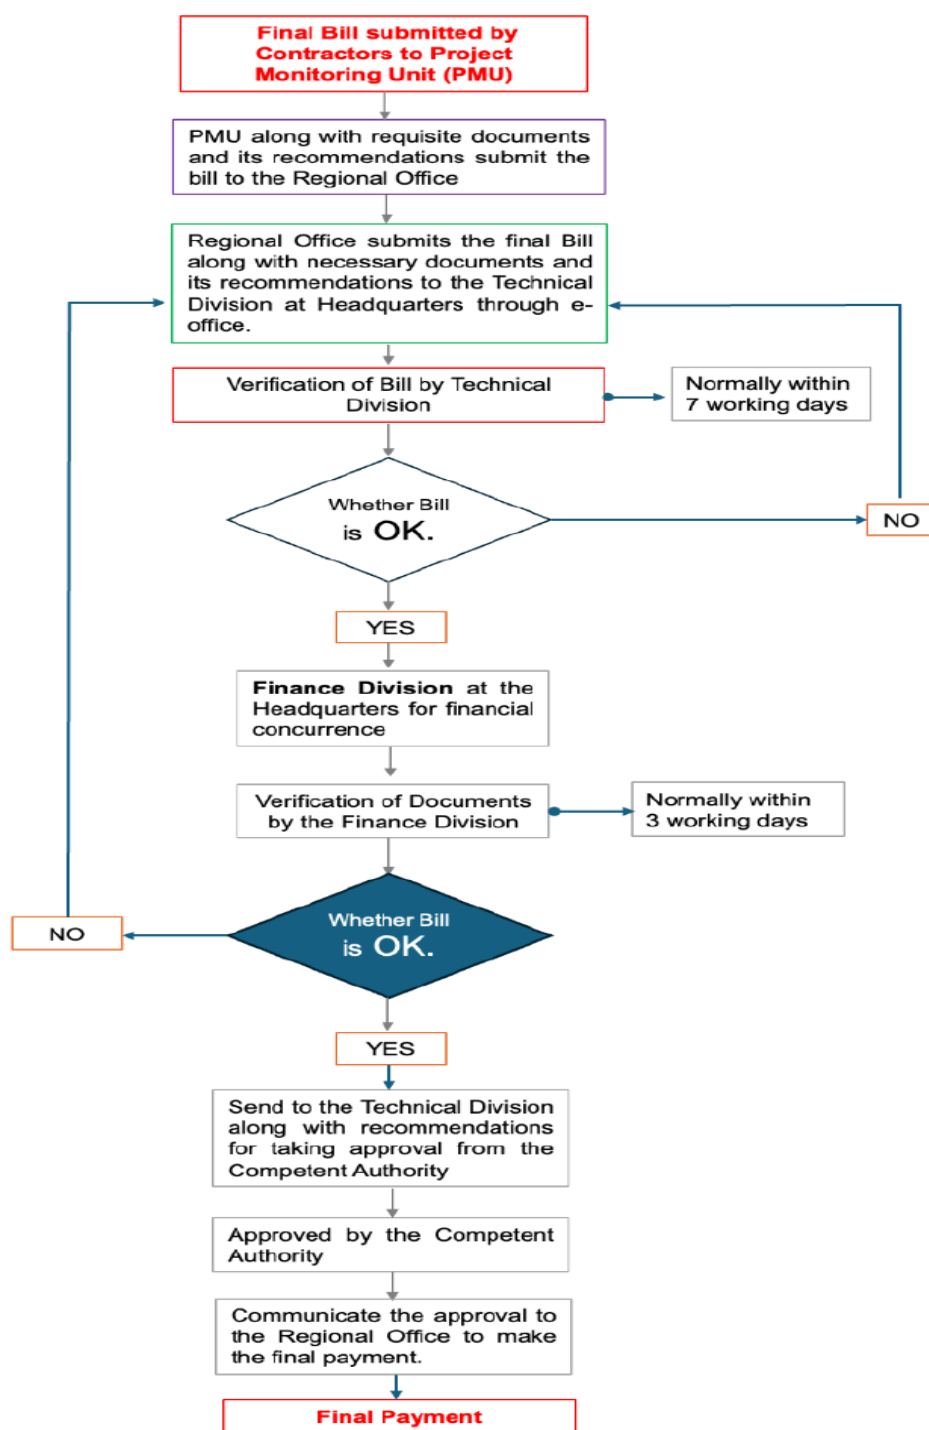 Final Bill submitted by
Contractors to Project
Monitoring Unit (PMU)
PMU along with requisite documents
and its recommendations submit the
bill to the Regional Office
Regional Office submits the final Bill
along with necessary documents and
its recommendations to the Technical
Division at Headquarters through e-
office.
Verification of Bill by Technical
Division
Normally within
7 working days
Whether Bill
is OK.
NO
YES
Finance Division at the
Headquarters for financial
concurrence
Verification of Documents
by the Finance Division
Normally within
3 working days
Whether Bill
is OK.
NO
YES
Send to the Technical Division
along with recommendations
for taking approval from the
Competent Authority
Approved by the Competent
Authority
Communicate the approval to
the Regional Office to make
the final payment.
Final Payment